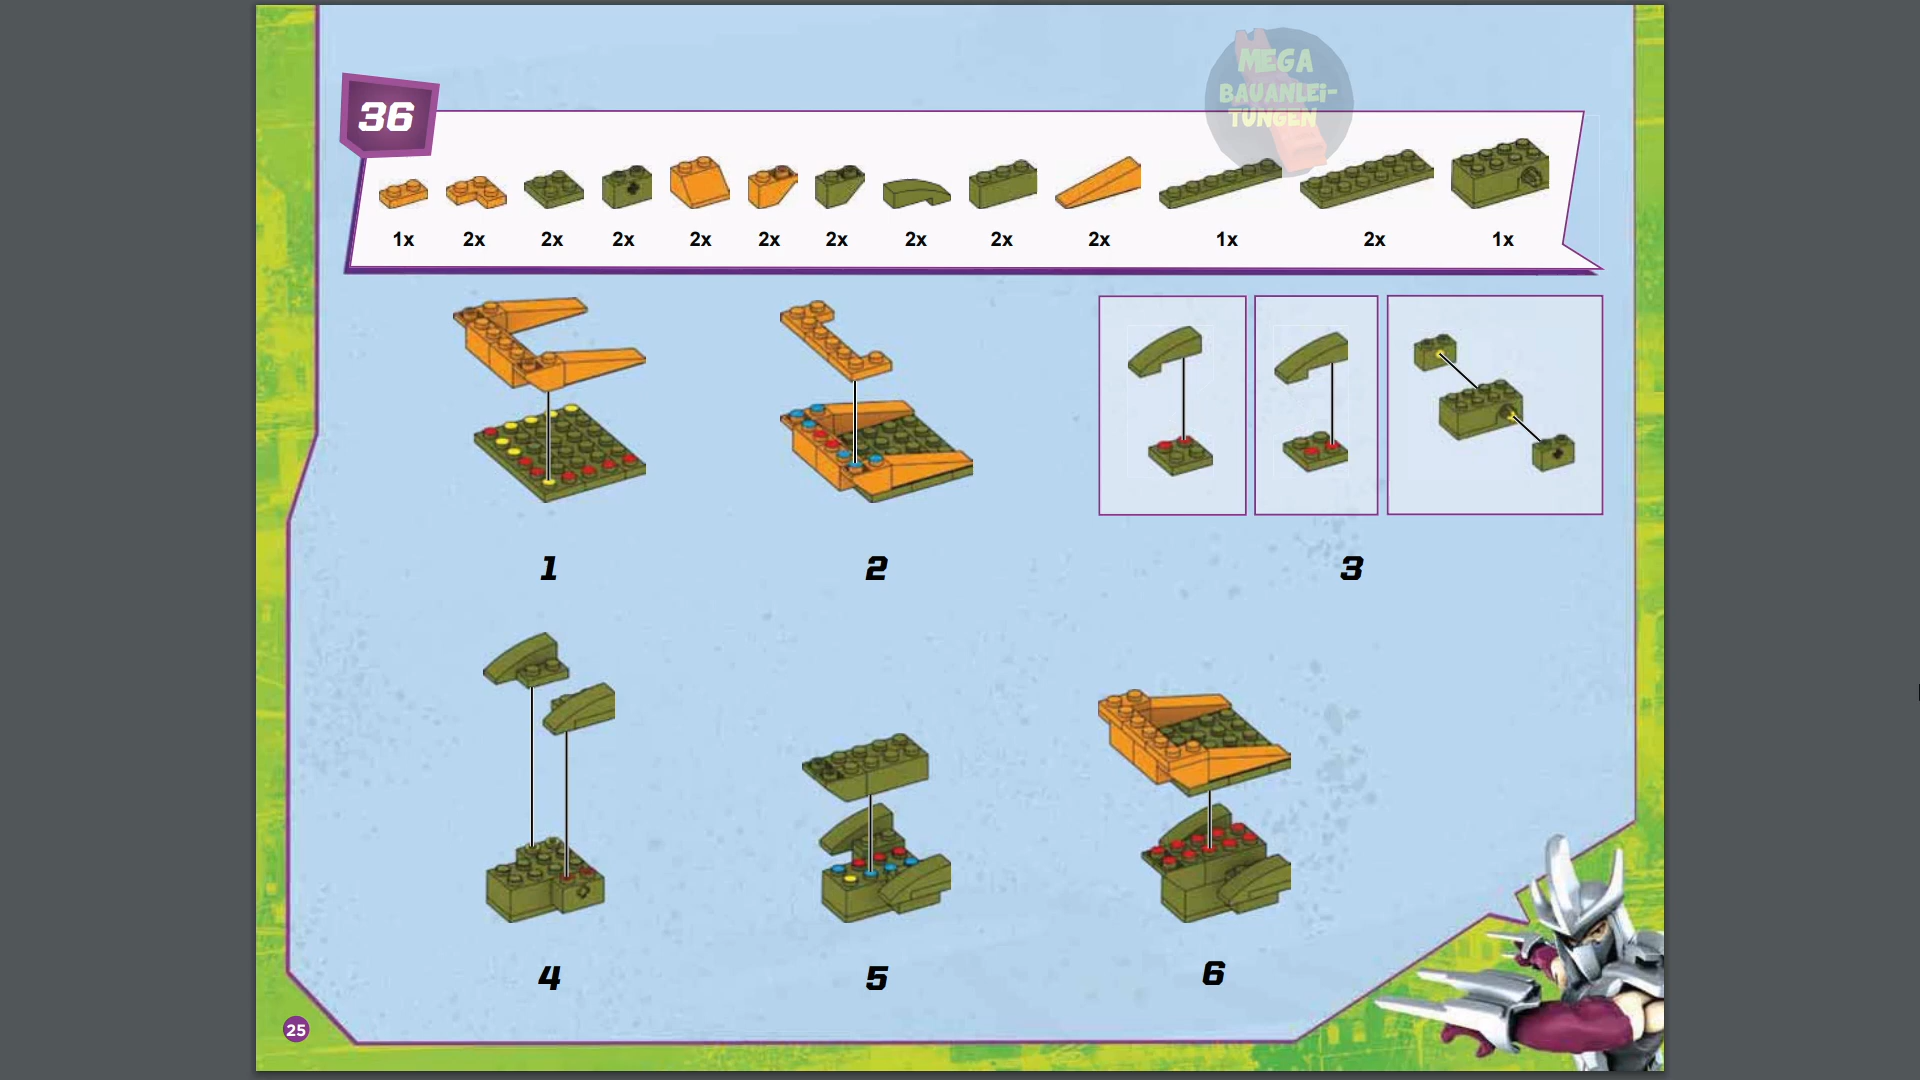 MEGA
BAUANLEi-
TUNGEN
36
1x 2x 2x 2x 2x 2x 2x 2x 2x 2x 1x 2x 1x
1 2 3
4 5 6
25